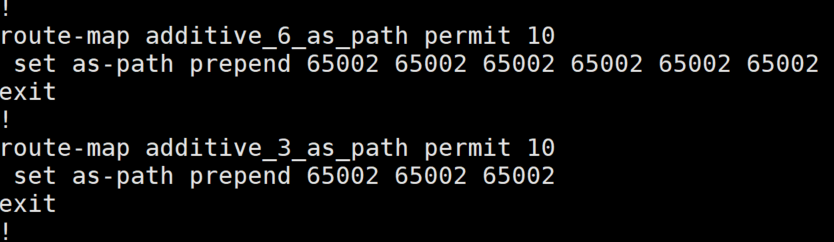 !
route-map additive_6_as_path permit 10
 set as-path prepend 65002 65002 65002 65002 65002 65002
exit
!
route-map additive_3_as_path permit 10
 set as-path prepend 65002 65002 65002
exit
!